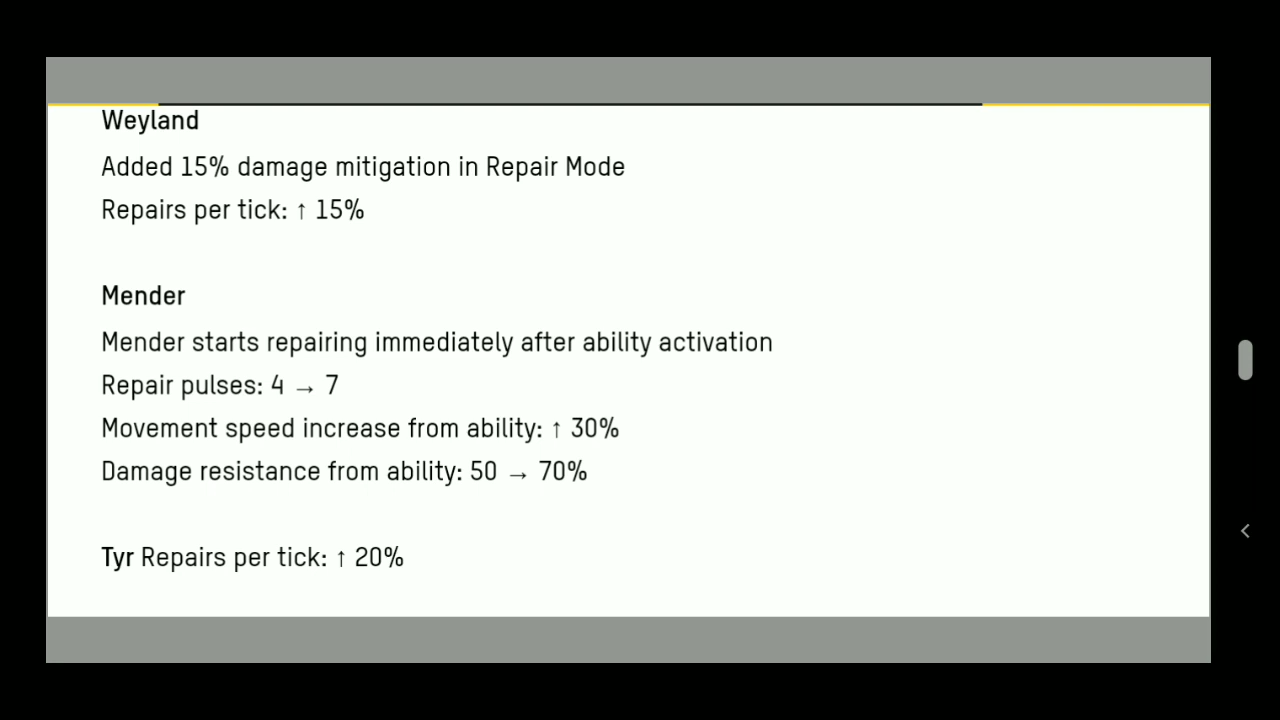 Weyland
Added 15% damage mitigation in Repair Mode
Repairs per tick: ↑ 15%
Mender
Mender starts repairing immediately after ability activation
Repair pulses: 4 → 7
Movement speed increase from ability: ↑ 30%
Damage resistance from ability: 50 → 70%
Tyr Repairs per tick: ↑ 20%